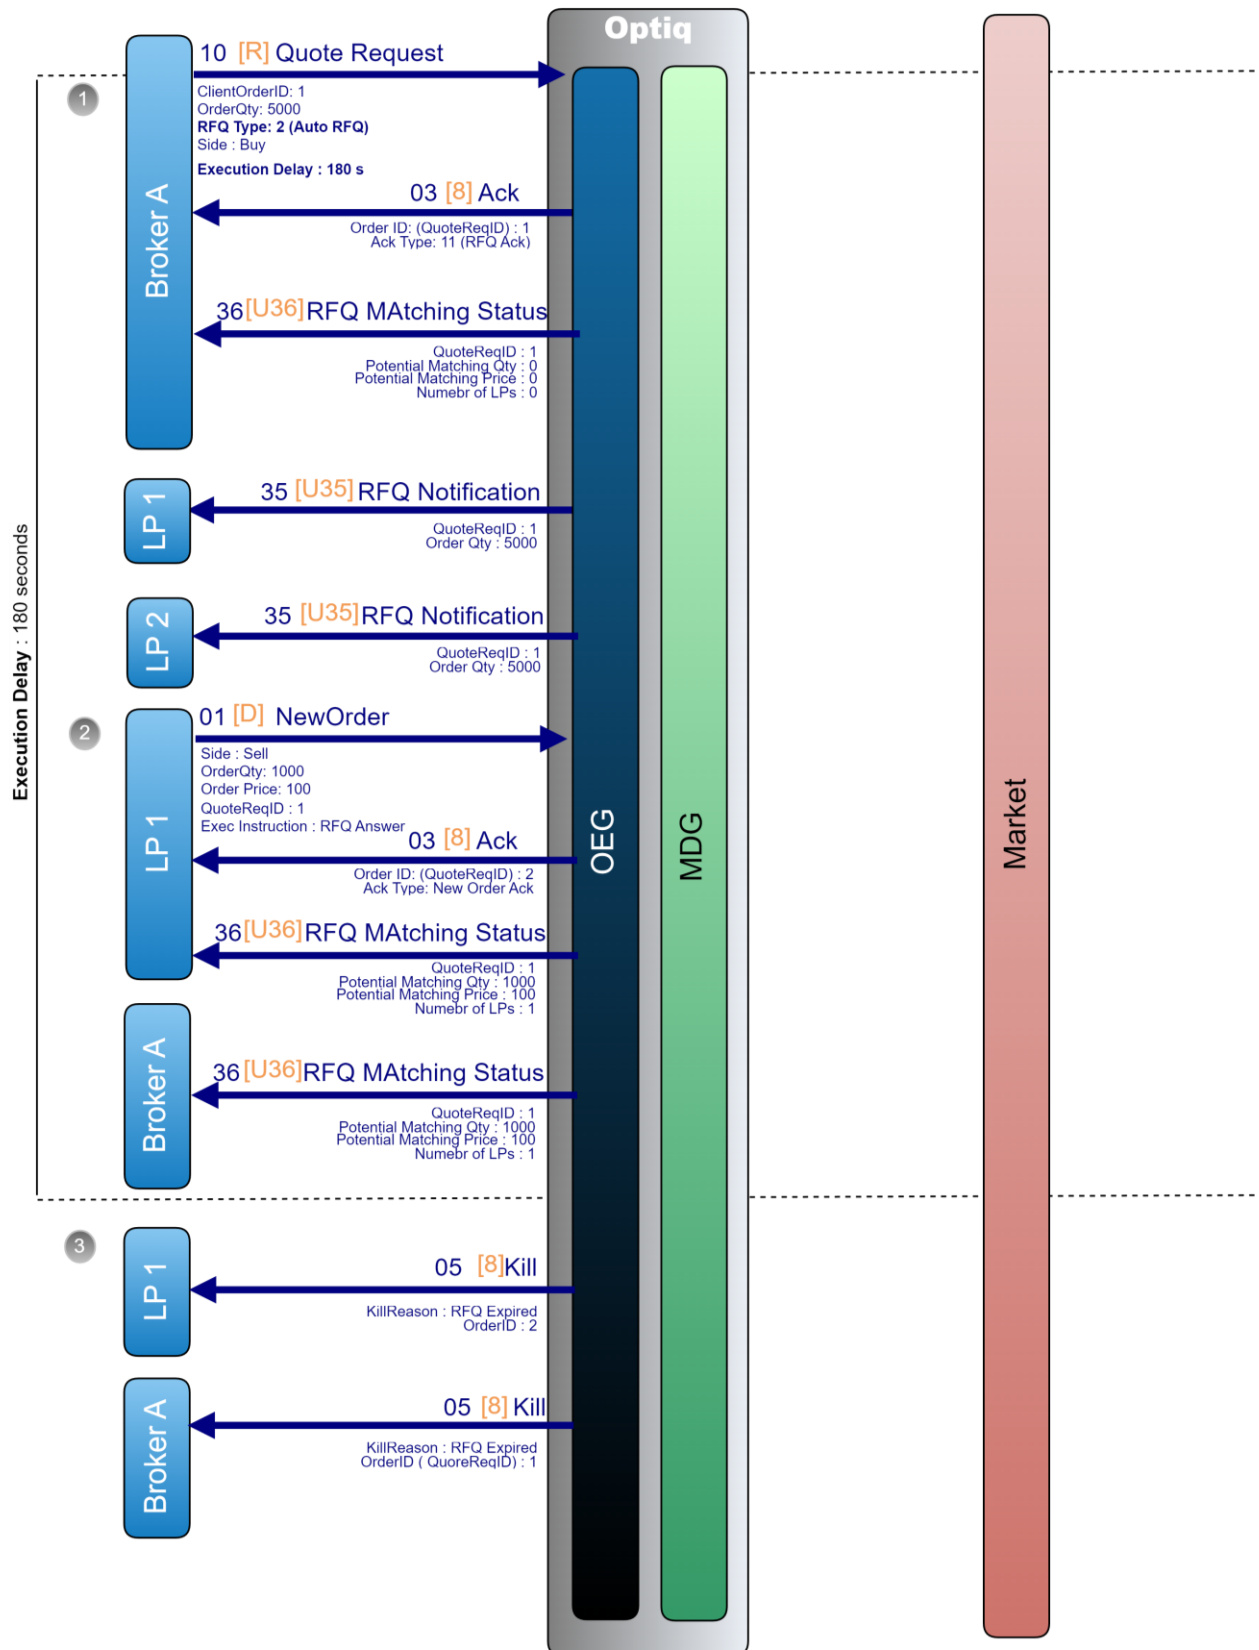 Optiq
10 [R] Quote Request
1
ClientOrderID: 1
OrderQty: 5000
RFQ Type: 2 (Auto RFQ)
Side : Buy
Execution Delay : 180 s
Broker A
03 [8] Ack
Order ID: (QuoteReqID) : 1
Ack Type: 11 (RFQ Ack)
36 [U36] RFQ MAtching Status
QuoteReqID : 1
Potential Matching Qty : 0
Potential Matching Price : 0
Numebr of LPs : 0
LP 1
35 [U35] RFQ Notification
QuoteReqID : 1
Order Qty : 5000
LP 2
35 [U35] RFQ Notification
QuoteReqID : 1
Order Qty : 5000
Execution Delay : 180 seconds
2
01 [D] NewOrder
Side : Sell
OrderQty: 1000
Order Price: 100
QuoteReqID : 1
Exec Instruction : RFQ Answer
LP 1
OEG
MDG
Market
03 [8] Ack
Order ID: (QuoteReqID) : 2
Ack Type: New Order Ack
36 [U36] RFQ MAtching Status
QuoteReqID : 1
Potential Matching Qty : 1000
Potential Matching Price : 100
Numebr of LPs : 1
Broker A
36 [U36] RFQ MAtching Status
QuoteReqID : 1
Potential Matching Qty : 1000
Potential Matching Price : 100
Numebr of LPs : 1
3
LP 1
05 [8] Kill
KillReason : RFQ Expired
OrderID : 2
Broker A
05 [8] Kill
KillReason : RFQ Expired
OrderID ( QuoreReqID) : 1